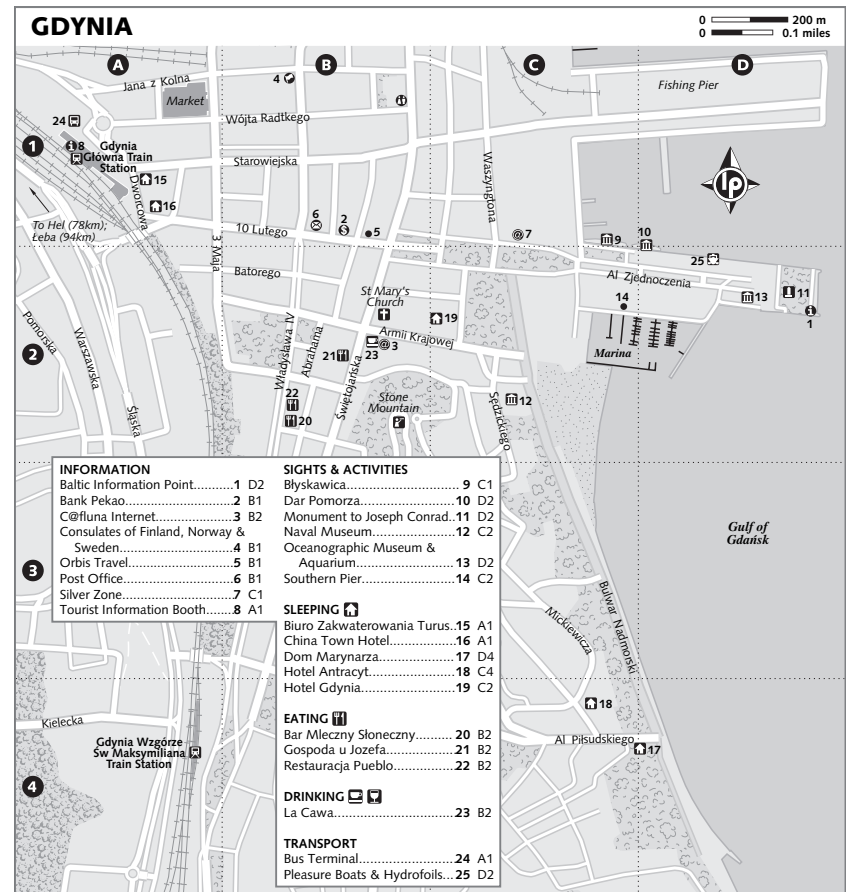 GDYNIA
0 200 m
0 0.1 miles
A
B
C
D
Jana z Kolna
Market
4
Fishing Pier
24
Wójta Radtkego
1
8
Gdynia
Główna Train
Station
Starowiejska
Waszyngtona
lp
15
Dworcowa
16
To Hel (78km);
Łeba (94km)
3 Maja
10 Lutego
6
2
5
7
9
10
25
Batorego
Al Zjednoczenia
St Mary's
Church
14
13
11
1
19
Armii Krajowej
Pomorska
2
Warszawska
Władysława IV
Abrahama
21
23
3
Marina
Świętojańska
22
20
Stone
Mountain
Sędzickiego
12
Śląska
INFORMATION
Baltic Information Point..........1 D2
Bank Pekao..............................2 B1
C@fluna Internet.....................3 B2
Consulates of Finland, Norway &
Sweden................................4 B1
Orbis Travel.............................5 B1
Post Office...............................6 B1
Silver Zone...............................7 C1
Tourist Information Booth.......8 A1
SIGHTS & ACTIVITIES
Błyskawica............................... 9 C1
Dar Pomorza...........................10 D2
Monument to Joseph Conrad..11 D2
Naval Museum........................12 C2
Oceanographic Museum &
Aquarium............................13 D2
Southern Pier..........................14 C2
SLEEPING
Biuro Zakwaterowania Turus..15 A1
China Town Hotel...................16 A1
Dom Marynarza......................17 D4
Hotel Antracyt........................18 C4
Hotel Gdynia...........................19 C2
EATING
Bar Mleczny Słoneczny...........20 B2
Gospoda u Jozefa....................21 B2
Restauracja Pueblo..................22 B2
DRINKING
La Cawa..................................23 B2
TRANSPORT
Bus Terminal...........................24 A1
Pleasure Boats & Hydrofoils...25 D2
3
Gulf of
Gdańsk
Bulwar Nadmorski
Mickiewicza
18
Kielecka
Gdynia Wzgórze
Św Maksymiliana
Train Station
Al Piłsudskiego
17
4